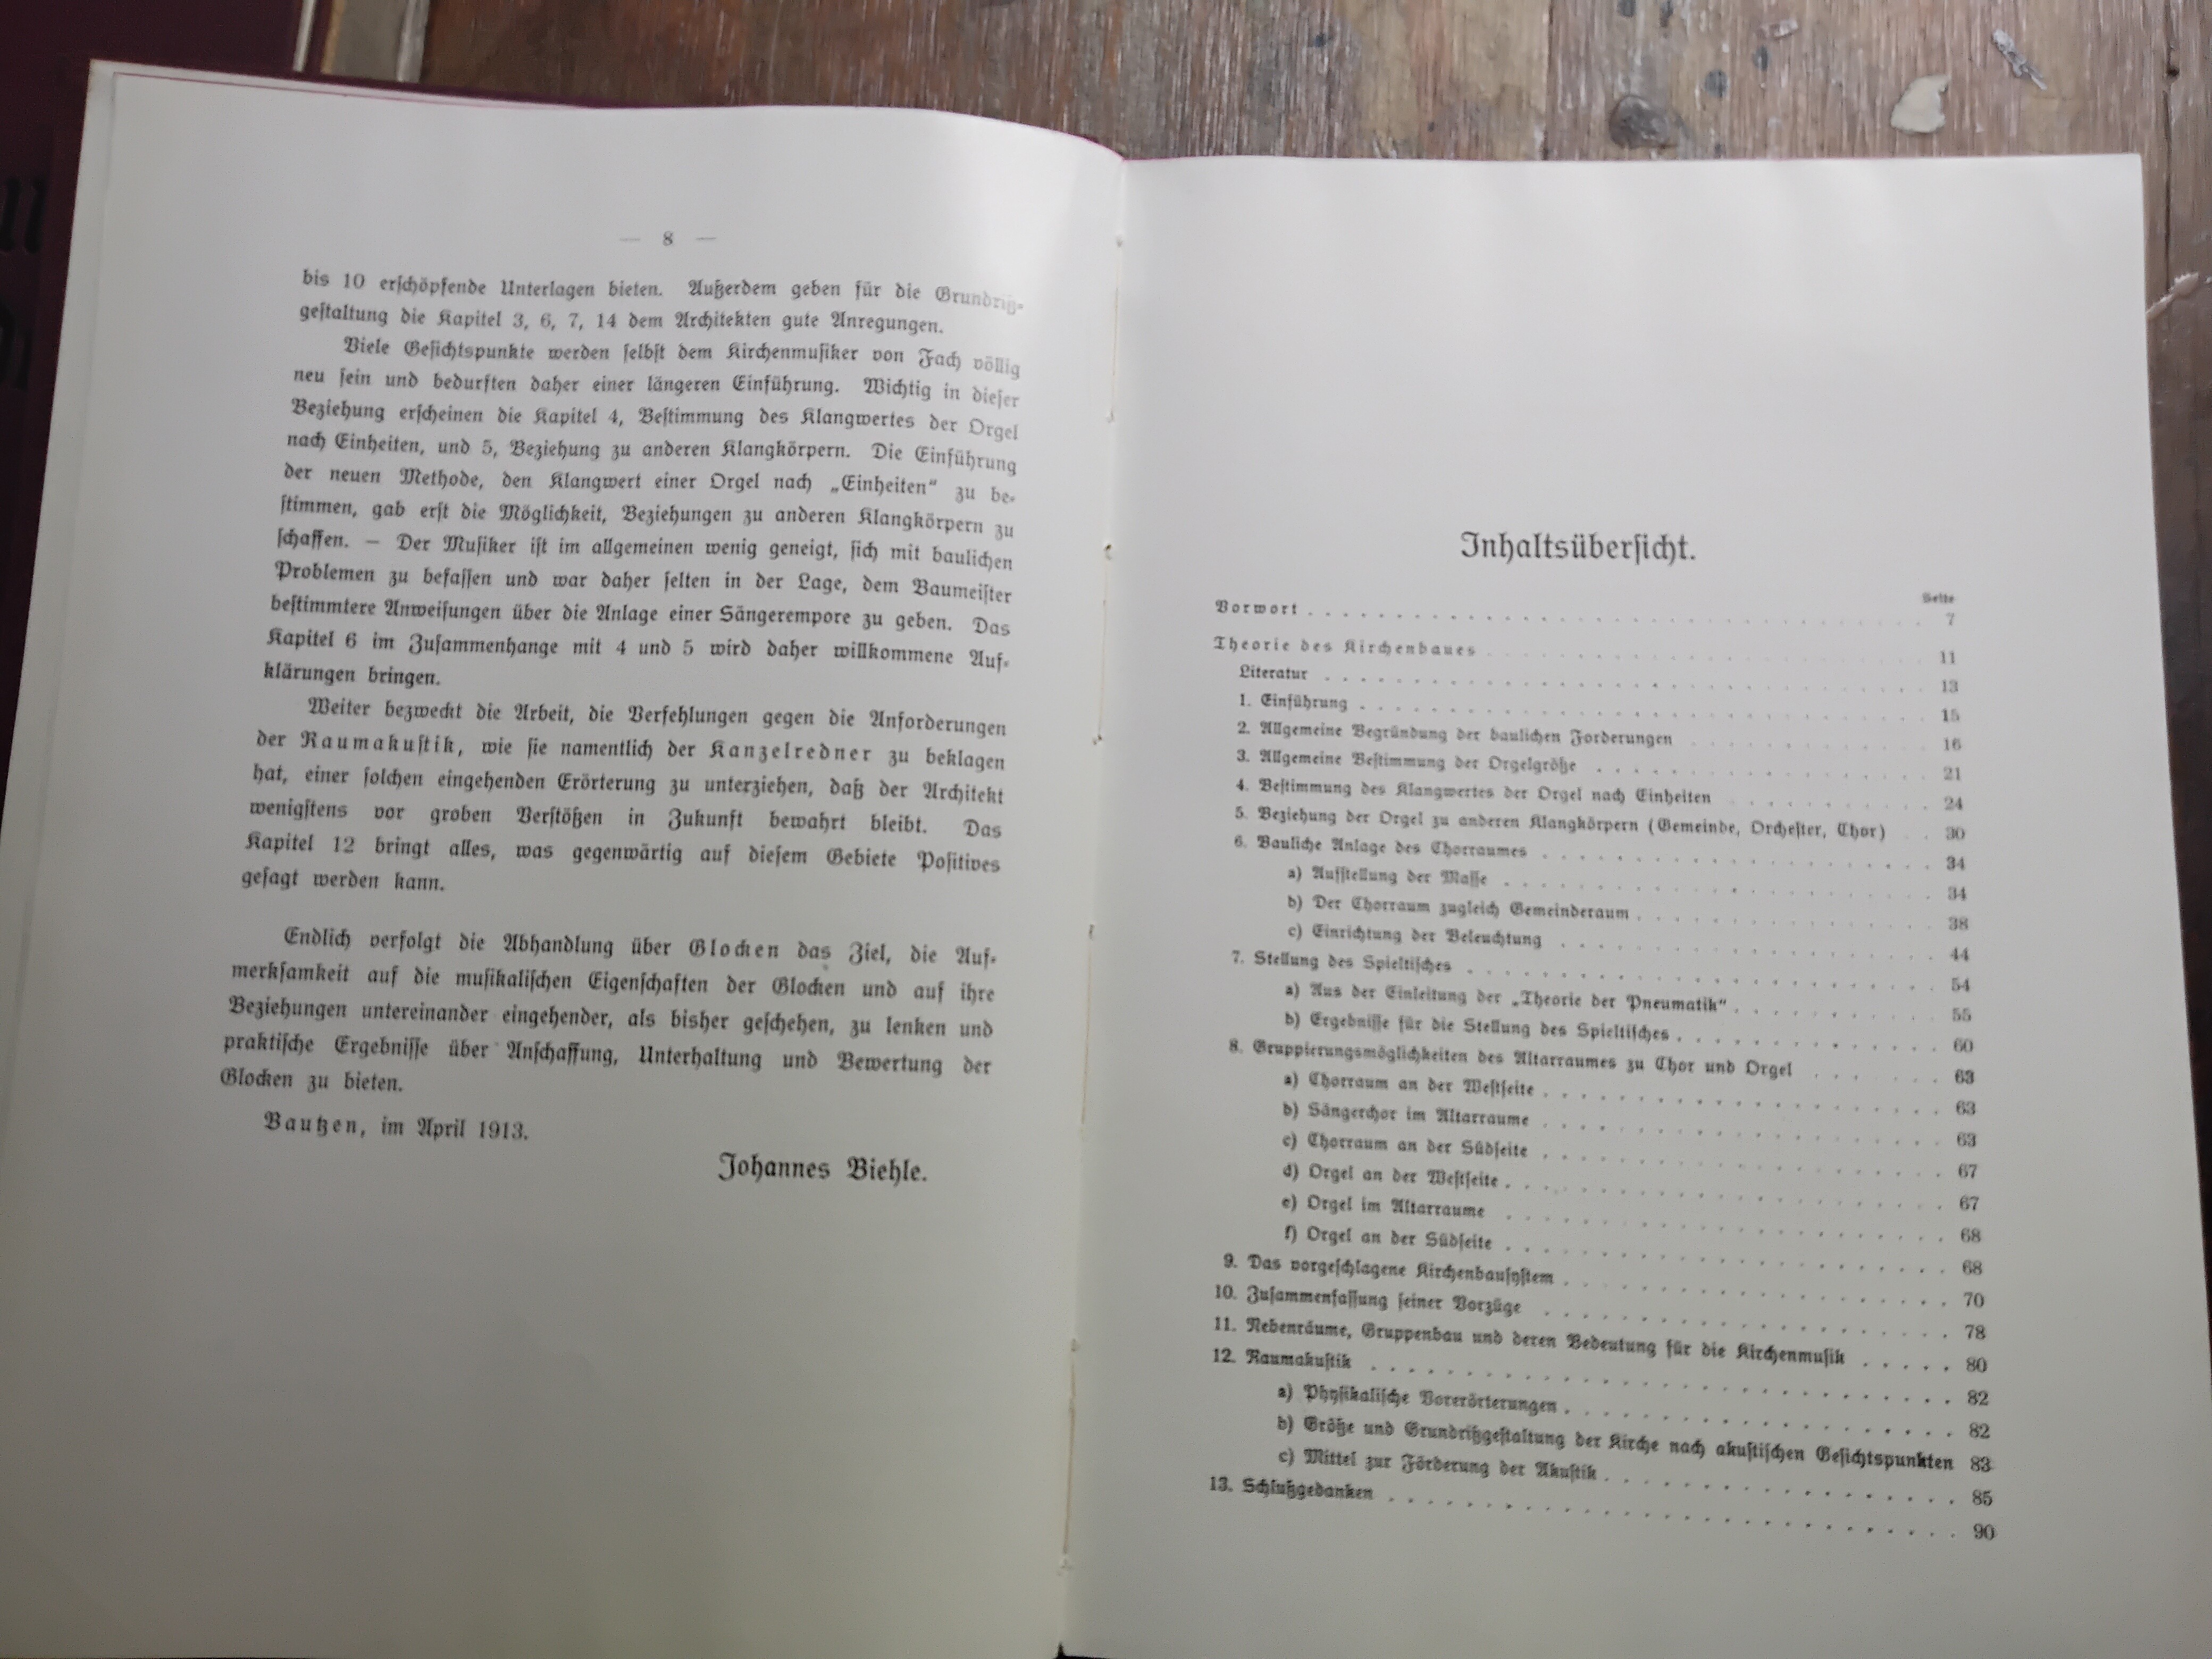 — 8 —
bis 10 erſchöpfende Unterlagen bieten. Außerdem geben für die Grundriß-
geſtaltung die Kapitel 3, 6, 7, 14 dem Architekten gute Anregungen.
Viele Geſichtspunkte werden ſelbſt dem Kirchenmuſiker von Fach völlig
neu ſein und bedurften daher einer längeren Einführung. Wichtig in dieſer
Beziehung erſcheinen die Kapitel 4, Beſtimmung des Klangwertes der Orgel
nach Einheiten, und 5, Beziehung zu anderen Klangkörpern. Die Einführung
der neuen Methode, den Klangwert einer Orgel nach „Einheiten“ zu be-
ſtimmen, gab erſt die Möglichkeit, Beziehungen zu anderen Klangkörpern zu
ſchaffen. — Der Muſiker iſt im allgemeinen wenig geneigt, ſich mit baulichen
Problemen zu befaſſen und war daher ſelten in der Lage, dem Baumeiſter
beſtimmtere Anweiſungen über die Anlage einer Sängerempore zu geben. Das
Kapitel 6 im Zuſammenhange mit 4 und 5 wird daher willkommene Auf-
klärungen bringen.
Weiter bezweckt die Arbeit, die Verfehlungen gegen die Anforderungen
der Raumakuſtik, wie ſie namentlich der Kanzelredner zu beklagen
hat, einer ſolchen eingehenden Erörterung zu unterziehen, daß der Architekt
wenigſtens vor groben Verſtößen in Zukunft bewahrt bleibt. Das
Kapitel 12 bringt alles, was gegenwärtig auf dieſem Gebiete Poſitives
geſagt werden kann.
Endlich verfolgt die Abhandlung über Glocken das Ziel, die Auf-
merkſamkeit auf die muſikaliſchen Eigenſchaften der Glocken und auf ihre
Beziehungen untereinander eingehender, als bisher geſchehen, zu lenken und
praktiſche Ergebniſſe über Anſchaffung, Unterhaltung und Bewertung der
Glocken zu bieten.
Bautzen, im April 1913.
Johannes Biehle.
Inhaltsüberſicht.
Seite
Vorwort . . . . . 7
Theorie des Kirchenbaues . . . . . 11
Literatur . . . . . 13
1. Einführung . . . . . 15
2. Allgemeine Begründung der baulichen Forderungen . . . . . 16
3. Allgemeine Beſtimmung der Orgelgröße . . . . . 21
4. Beſtimmung des Klangwertes der Orgel nach Einheiten . . . . . 24
5. Beziehung der Orgel zu anderen Klangkörpern (Gemeinde, Orcheſter, Chor) . . 30
6. Bauliche Anlage des Chorraumes . . . . . 34
a) Aufſtellung der Maſſe . . . . . 34
b) Der Chorraum zugleich Gemeinderaum . . . . . 38
c) Einrichtung der Beleuchtung . . . . . 44
7. Stellung des Spieltiſches . . . . . 54
a) Aus der Einleitung der „Theorie der Pneumatik“ . . . . . 55
b) Ergebniſſe für die Stellung des Spieltiſches . . . . . 60
8. Gruppierungsmöglichkeiten des Altarraumes zu Chor und Orgel . . . . . 63
a) Chorraum an der Weſtſeite . . . . . 63
b) Sängerchor im Altarraume . . . . . 63
c) Chorraum an der Südſeite . . . . . 67
d) Orgel an der Weſtſeite . . . . . 67
e) Orgel im Altarraume . . . . . 68
f) Orgel an der Südſeite . . . . . 68
9. Das vorgeſchlagene Kirchenbauſyſtem . . . . . 70
10. Zuſammenfaſſung ſeiner Vorzüge . . . . . 78
11. Nebenräume, Gruppenbau und deren Bedeutung für die Kirchenmuſik . . . . . 80
12. Raumakuſtik . . . . . 82
a) Phyſikaliſche Vorerörterungen . . . . . 82
b) Größe und Grundrißgeſtaltung der Kirche nach akuſtiſchen Geſichtspunkten 83
c) Mittel zur Förderung der Akuſtik . . . . . 85
13. Schlußgedanken . . . . . 90